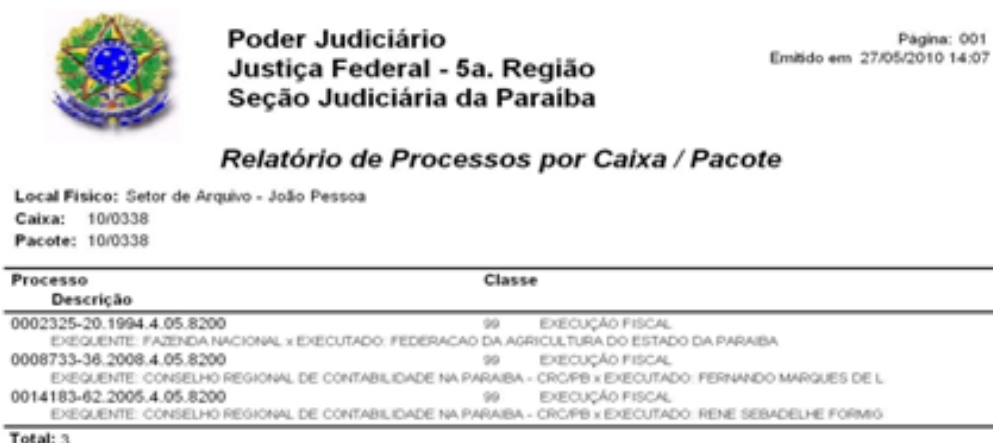 Poder Judiciário
Justiça Federal - 5a. Região
Seção Judiciária da Paraíba
Página: 001
Emitido em 27/05/2010 14:07
Relatório de Processos por Caixa / Pacote
Local Físico: Setor de Arquivo - João Pessoa
Caixa: 10/0338
Pacote: 10/0338
Processo Classe
Descrição
0002325-20.1994.4.05.8200 99 EXECUÇÃO FISCAL
EXEQUENTE: FAZENDA NACIONAL x EXECUTADO: FEDERACAO DA AGRICULTURA DO ESTADO DA PARAIBA
0008733-36.2008.4.05.8200 99 EXECUÇÃO FISCAL
EXEQUENTE: CONSELHO REGIONAL DE CONTABILIDADE NA PARAIBA - CRC/PB x EXECUTADO: FERNANDO MARQUES DE L
0014183-62.2005.4.05.8200 99 EXECUÇÃO FISCAL
EXEQUENTE: CONSELHO REGIONAL DE CONTABILIDADE NA PARAIBA - CRC/PB x EXECUTADO: RENE SEBADELHE FORMIG
Total: 3